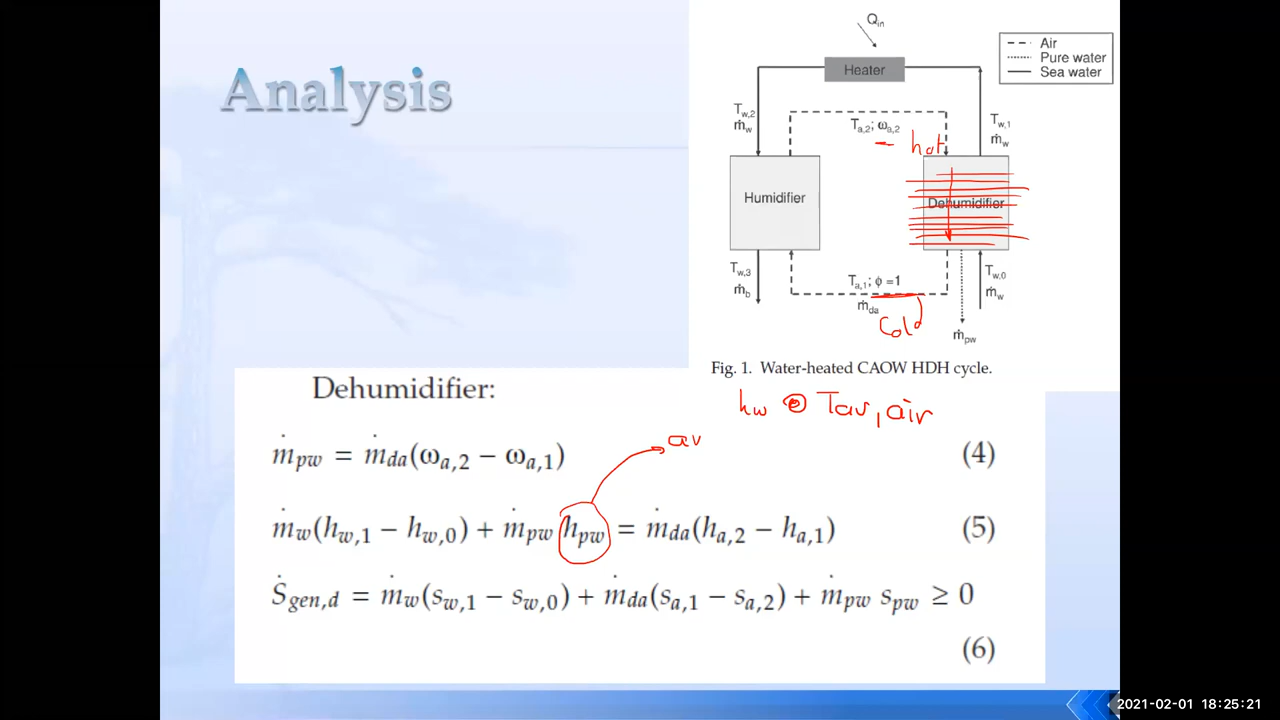 Analysis
Qin
Heater
Air
Pure water
Sea water
Tw,2
ṁw
Ta,2; ωa,2
hot
Tw,1
ṁw
Humidifier
Dehumidifier
Tw,3
ṁb
Ta,1; ϕ =1
ṁda
Cold
Tw,0
ṁw
ṁpw
Fig. 1. Water-heated CAOW HDH cycle.
hw @ Tav, air
Dehumidifier:
av
ṁpw = ṁda(ωa,2 − ωa,1) (4)
ṁw(hw,1 − hw,0) + ṁpw hpw = ṁda(ha,2 − ha,1) (5)
Ṡgen,d = ṁw(sw,1 − sw,0) + ṁda(sa,1 − sa,2) + ṁpw spw ≥ 0
(6)
2021-02-01 18:25:21